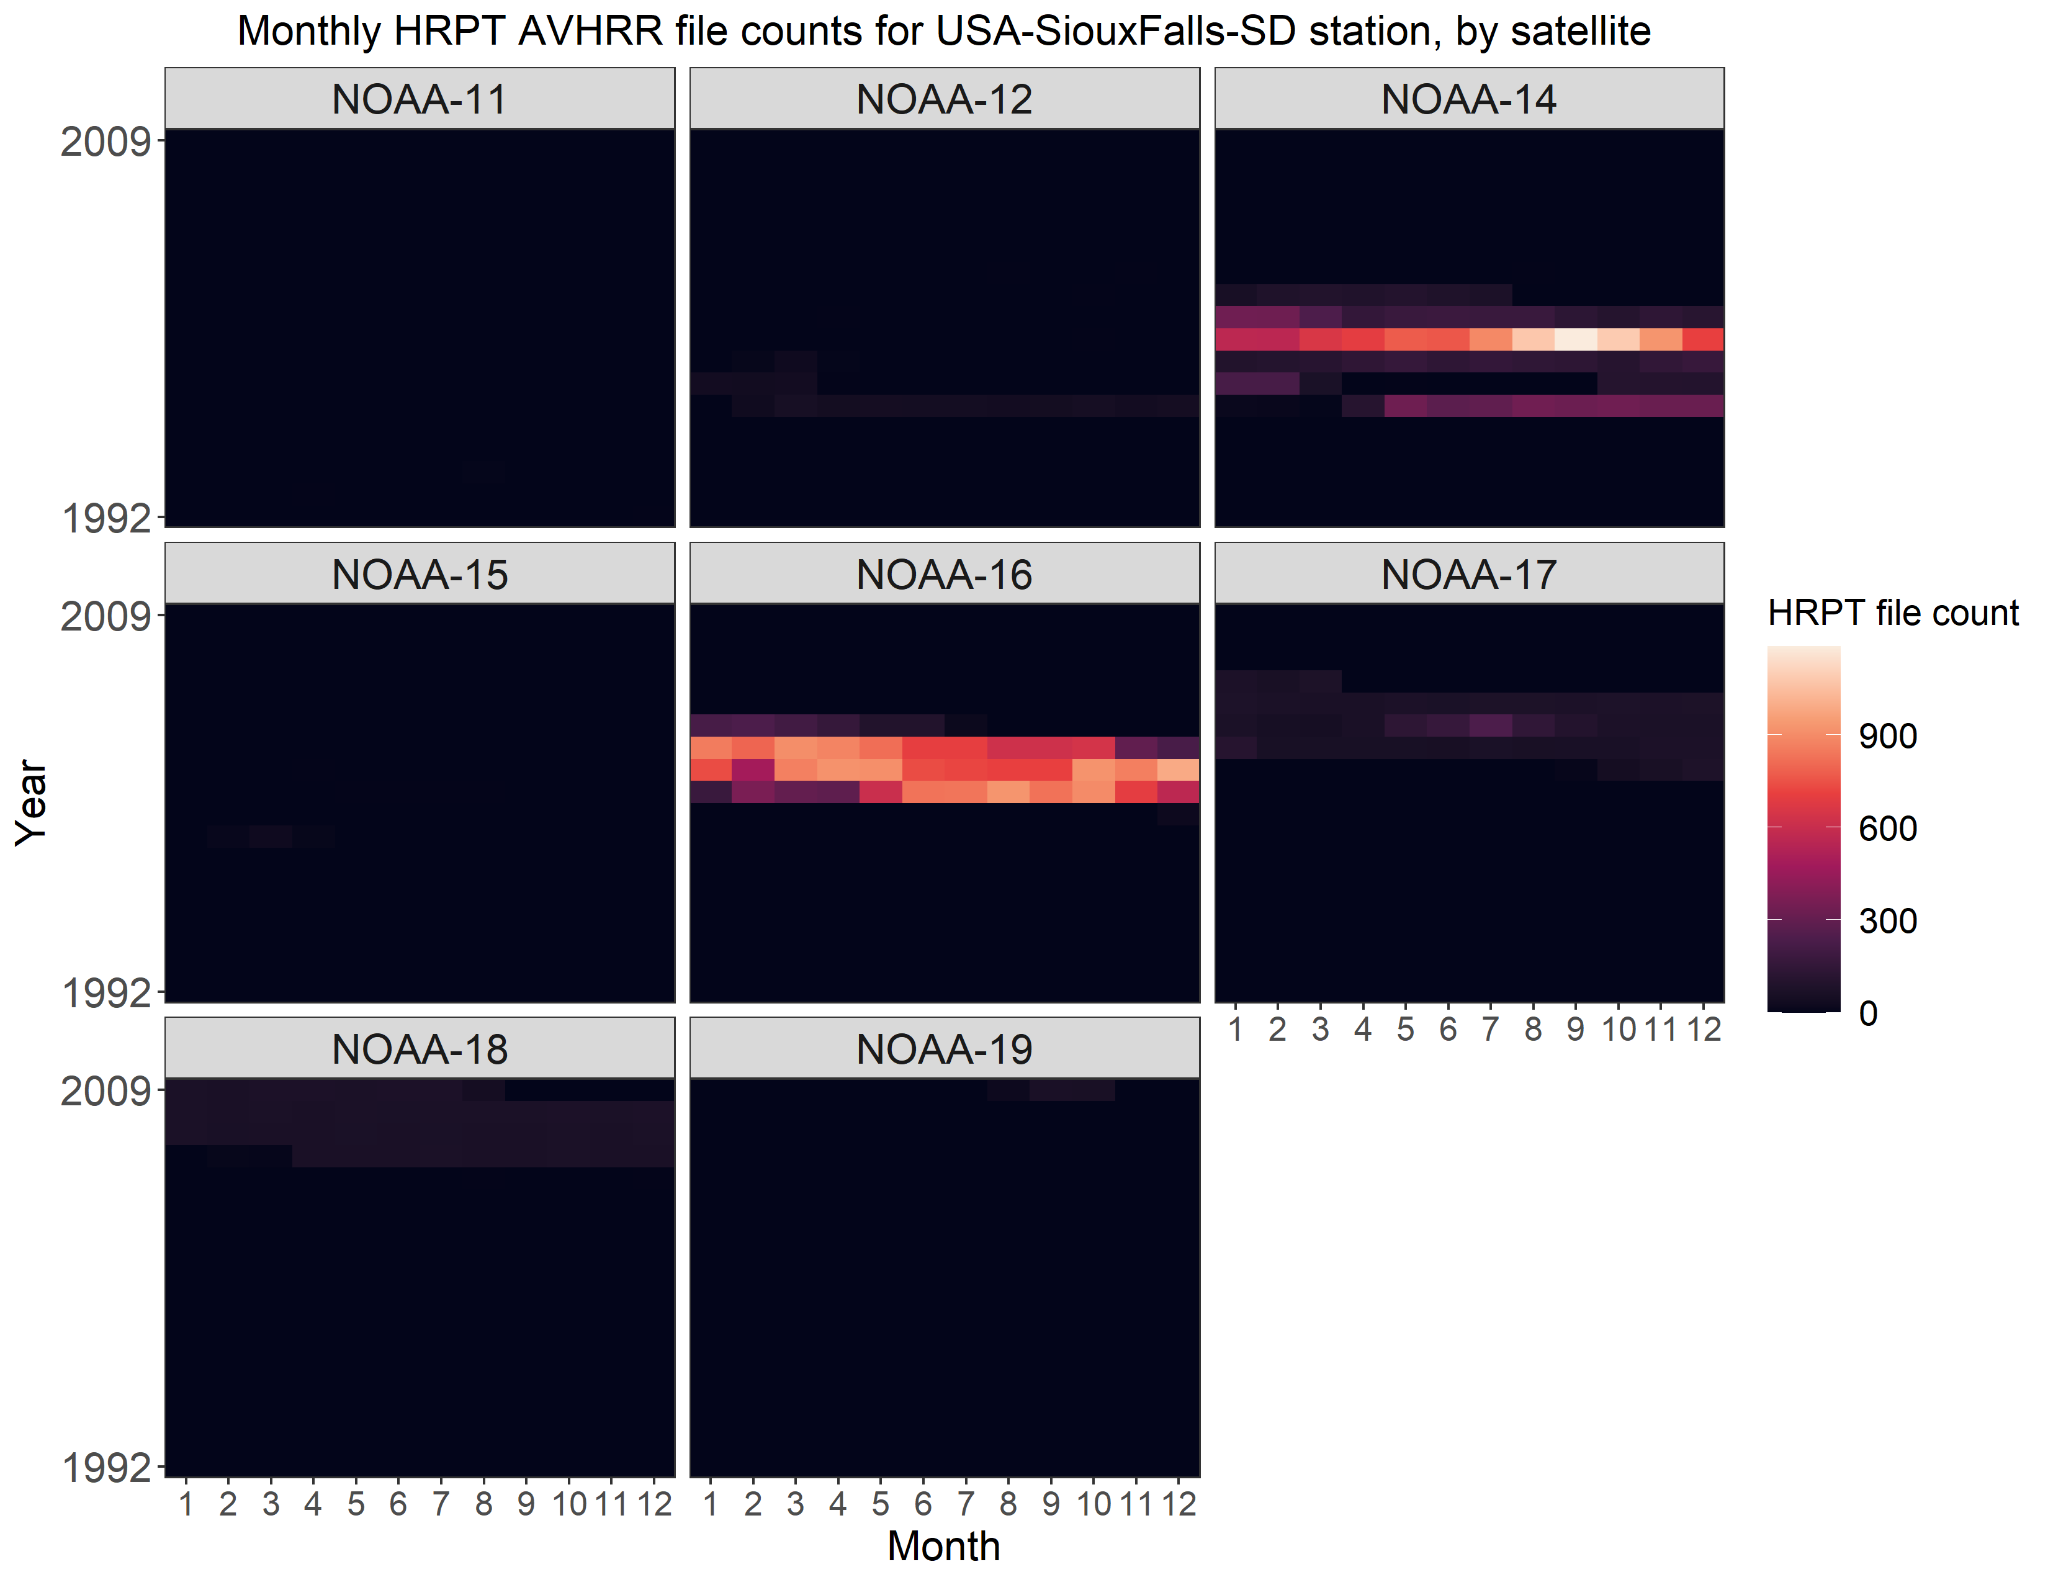 Monthly HRPT AVHRR file counts for USA-SiouxFalls-SD station, by satellite
NOAA-11 NOAA-12 NOAA-14
2009
1992
NOAA-15 NOAA-16 NOAA-17
2009
1992
1 2 3 4 5 6 7 8 9 10 11 12
NOAA-18 NOAA-19
2009
1992
1 2 3 4 5 6 7 8 9 10 11 12 1 2 3 4 5 6 7 8 9 10 11 12
Month
Year
HRPT file count
900
600
300
0